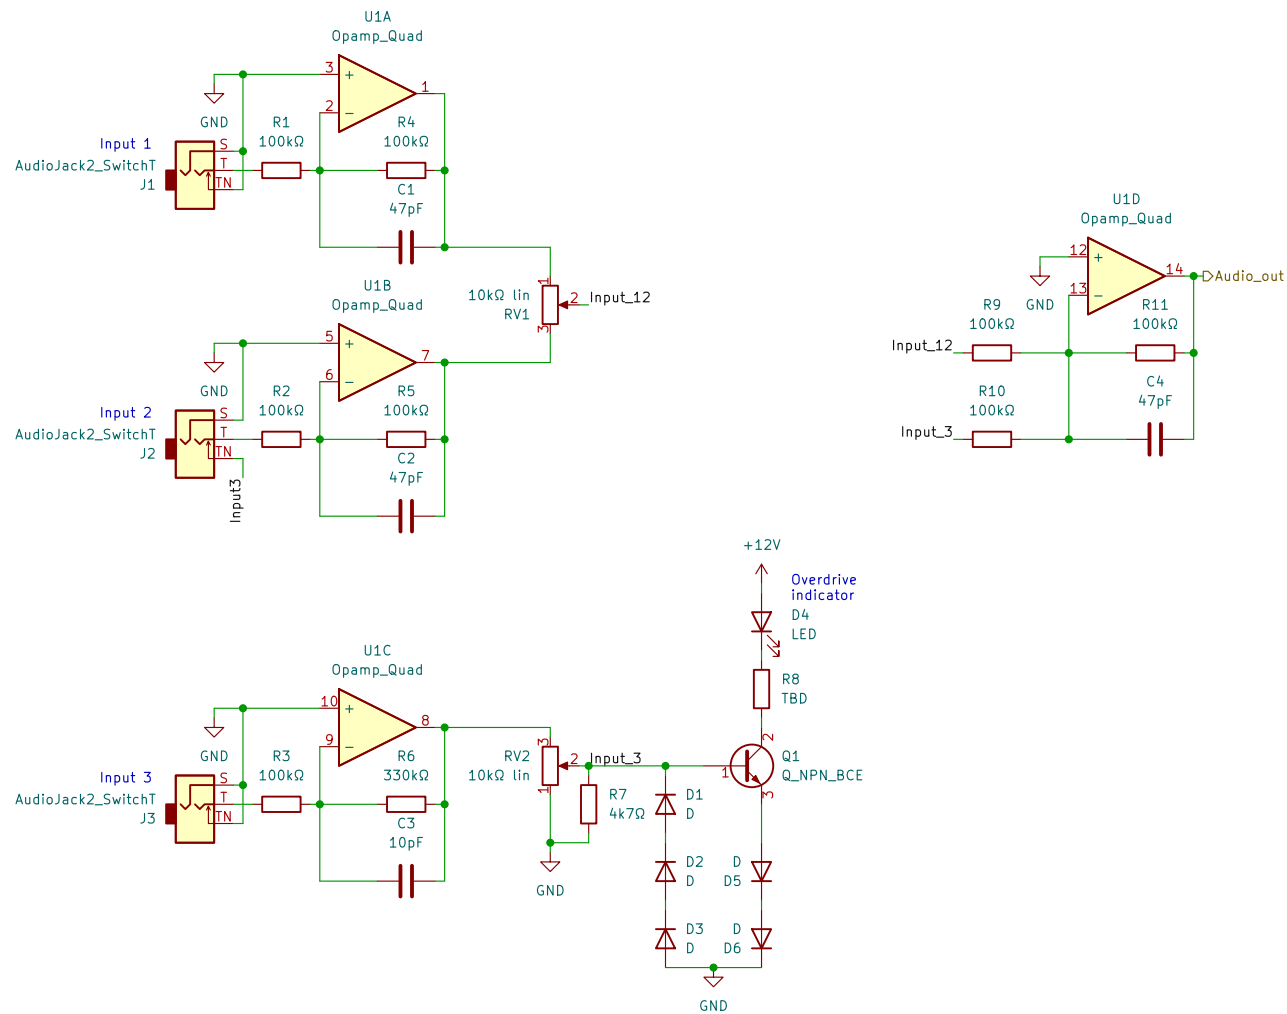 U1A
Opamp_Quad
3
+
1
2
−
GND
R1
100kΩ
R4
100kΩ
Input 1
AudioJack2_SwitchT
J1
S
T
TN
C1
47pF
U1B
Opamp_Quad
10kΩ lin
RV1
1
2
3
Input_12
5
+
7
6
−
GND
R2
100kΩ
R5
100kΩ
Input 2
AudioJack2_SwitchT
J2
S
T
TN
C2
47pF
Input3
U1D
Opamp_Quad
12
+
14
13
−
Audio_out
GND
R9
100kΩ
R11
100kΩ
Input_12
R10
100kΩ
C4
47pF
Input_3
+12V
Overdrive
indicator
D4
LED
R8
TBD
U1C
Opamp_Quad
10
+
8
9
−
GND
R3
100kΩ
R6
330kΩ
Input 3
AudioJack2_SwitchT
J3
S
T
TN
C3
10pF
RV2
10kΩ lin
3
2
1
Input_3
R7
4k7Ω
GND
Q1
Q_NPN_BCE
1
2
3
D1
D
D2
D
D
D5
D3
D
D
D6
GND